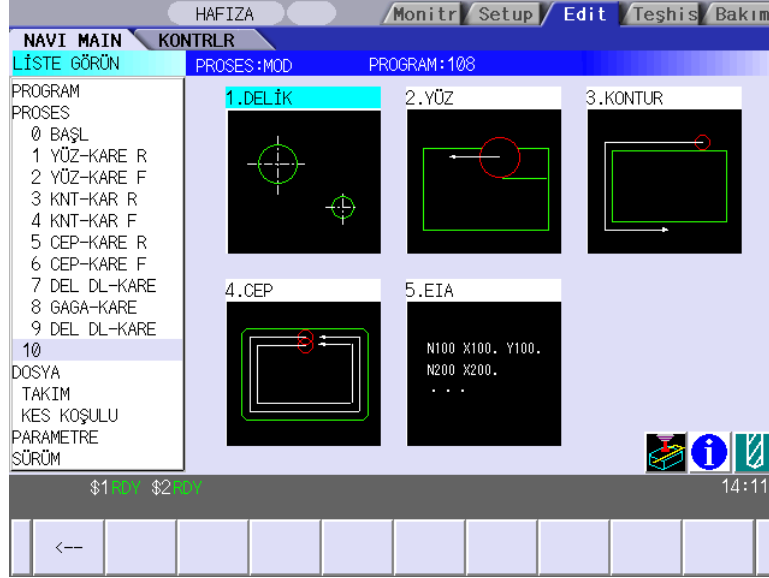 HAFIZA Monitr Setup Edit Teşhis Bakım
NAVI MAIN KONTRLR
LİSTE GÖRÜN PROSES:MOD PROGRAM:108
PROGRAM
PROSES
0 BAŞL
1 YÜZ-KARE R
2 YÜZ-KARE F
3 KNT-KAR R
4 KNT-KAR F
5 CEP-KARE R
6 CEP-KARE F
7 DEL DL-KARE
8 GAGA-KARE
9 DEL DL-KARE
10
DOSYA
TAKIM
KES KOŞULU
PARAMETRE
SÜRÜM
1.DELİK 2.YÜZ 3.KONTUR
4.CEP 5.EIA
N100 X100. Y100.
N200 X200.
. . .
$1RDY $2RDY 14:11
<--